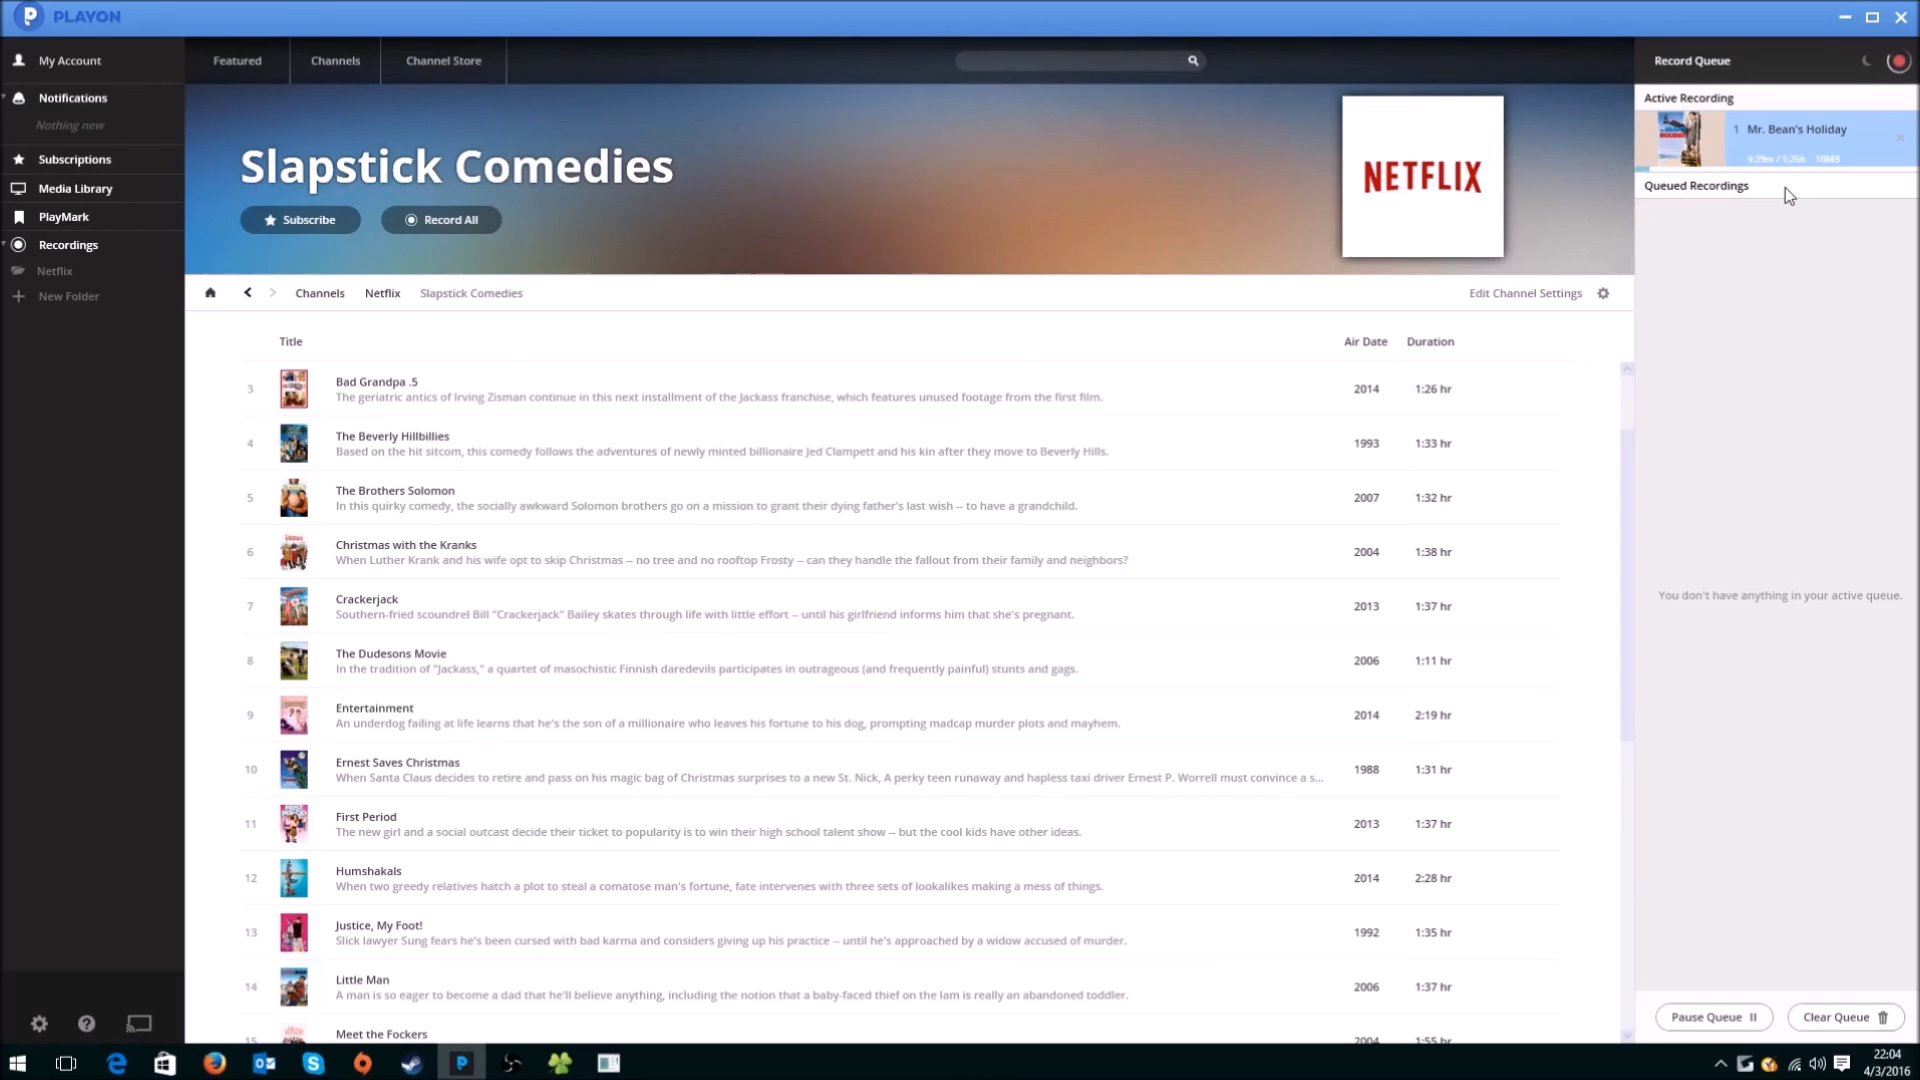 PLAYON
My Account
Notifications
Nothing new
Subscriptions
Media Library
PlayMark
Recordings
Netflix
New Folder
Featured
Channels
Channel Store
Slapstick Comedies
Subscribe
Record All
NETFLIX
Channels
Netflix
Slapstick Comedies
Edit Channel Settings
Title
Air Date
Duration
3
Bad Grandpa .5
The geriatric antics of Irving Zisman continue in this next installment of the Jackass franchise, which features unused footage from the first film.
2014
1:26 hr
4
The Beverly Hillbillies
Based on the hit sitcom, this comedy follows the adventures of newly minted billionaire Jed Clampett and his kin after they move to Beverly Hills.
1993
1:33 hr
5
The Brothers Solomon
In this quirky comedy, the socially awkward Solomon brothers go on a mission to grant their dying father's last wish -- to have a grandchild.
2007
1:32 hr
6
Christmas with the Kranks
When Luther Krank and his wife opt to skip Christmas -- no tree and no rooftop Frosty -- can they handle the fallout from their family and neighbors?
2004
1:38 hr
7
Crackerjack
Southern-fried scoundrel Bill "Crackerjack" Bailey skates through life with little effort -- until his girlfriend informs him that she's pregnant.
2013
1:37 hr
8
The Dudesons Movie
In the tradition of "Jackass," a quartet of masochistic Finnish daredevils participates in outrageous (and frequently painful) stunts and gags.
2006
1:11 hr
9
Entertainment
An underdog failing at life learns that he's the son of a millionaire who leaves his fortune to his dog, prompting madcap murder plots and mayhem.
2014
2:19 hr
10
Ernest Saves Christmas
When Santa Claus decides to retire and pass on his magic bag of Christmas surprises to a new St. Nick, A perky teen runaway and hapless taxi driver Ernest P. Worrell must convince a s...
1988
1:31 hr
11
First Period
The new girl and a social outcast decide their ticket to popularity is to win their high school talent show -- but the cool kids have other ideas.
2013
1:37 hr
12
Humshakals
When two greedy relatives hatch a plot to steal a comatose man's fortune, fate intervenes with three sets of lookalikes making a mess of things.
2014
2:28 hr
13
Justice, My Foot!
Slick lawyer Sung fears he's been cursed with bad karma and considers giving up his practice -- until he's approached by a widow accused of murder.
1992
1:35 hr
14
Little Man
A man is so eager to become a dad that he'll believe anything, including the notion that a baby-faced thief on the lam is really an abandoned toddler.
2006
1:37 hr
15
Meet the Fockers
2004
1:55 hr
Record Queue
Active Recording
1 Mr. Bean's Holiday
4:29m / 1:26h 10MB
Queued Recordings
You don't have anything in your active queue.
Pause Queue
Clear Queue
22:04
4/3/2016